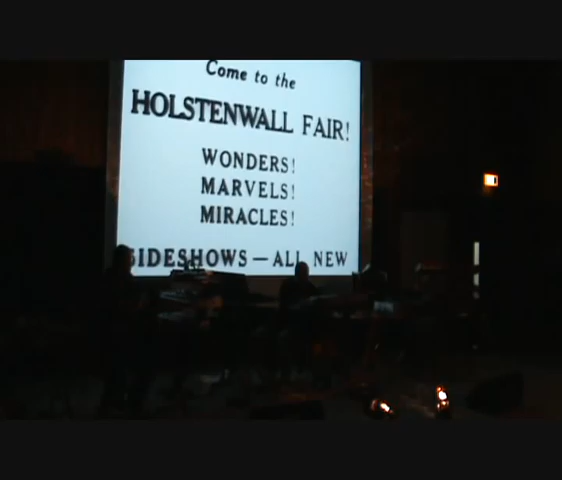 Come to the
HOLSTENWALL FAIR!
WONDERS!
MARVELS!
MIRACLES!
SIDESHOWS — ALL NEW